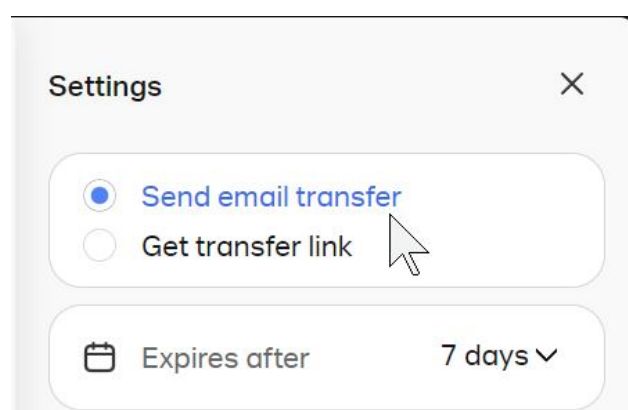 Settings
Send email transfer
Get transfer link
Expires after 7 days